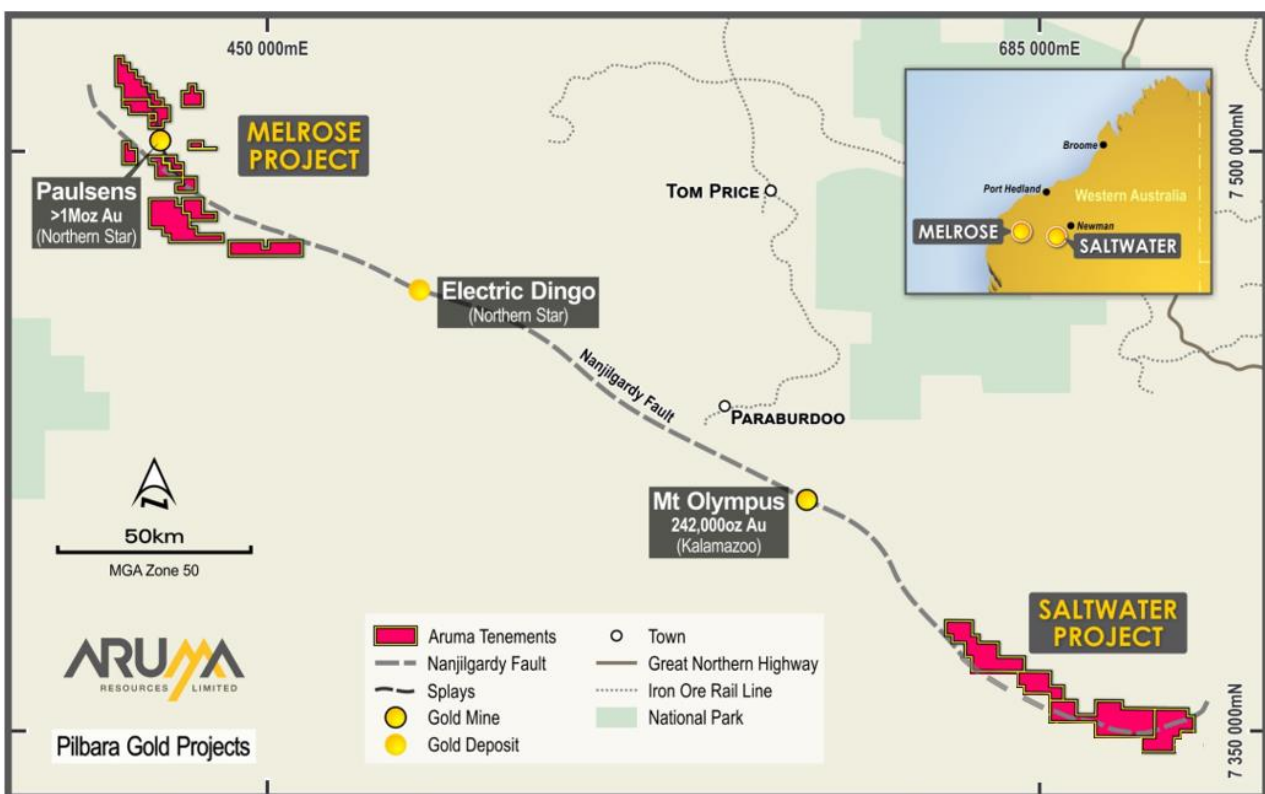 450 000mE
685 000mE
7 500 000mN
MELROSE
PROJECT
Paulsens
>1Moz Au
(Northern Star)
TOM PRICE
Broome
Port Hedland
Western Australia
Newman
MELROSE
SALTWATER
Electric Dingo
(Northern Star)
Nanjilgardy Fault
PARABURDOO
Mt Olympus
242,000oz Au
(Kalamazoo)
N
50km
MGA Zone 50
SALTWATER
PROJECT
ARUMA
RESOURCES LIMITED
Pilbara Gold Projects
Aruma Tenements
Nanjilgardy Fault
Splays
Gold Mine
Gold Deposit
Town
Great Northern Highway
Iron Ore Rail Line
National Park
7 350 000mN